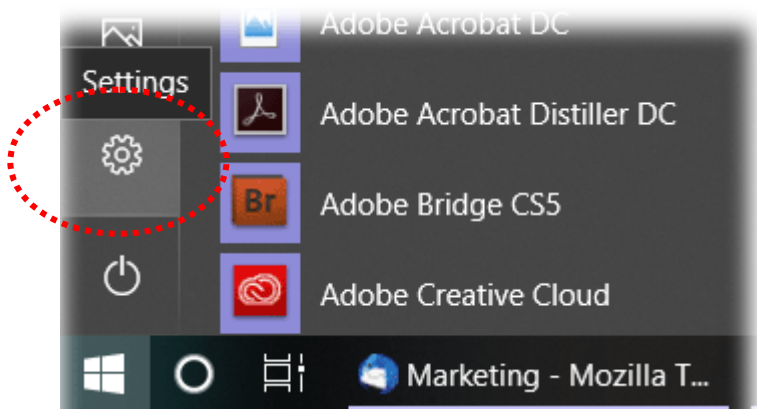 Adobe Acrobat DC
Settings
Adobe Acrobat Distiller DC
Br
Adobe Bridge CS5
Adobe Creative Cloud
Marketing - Mozilla T...